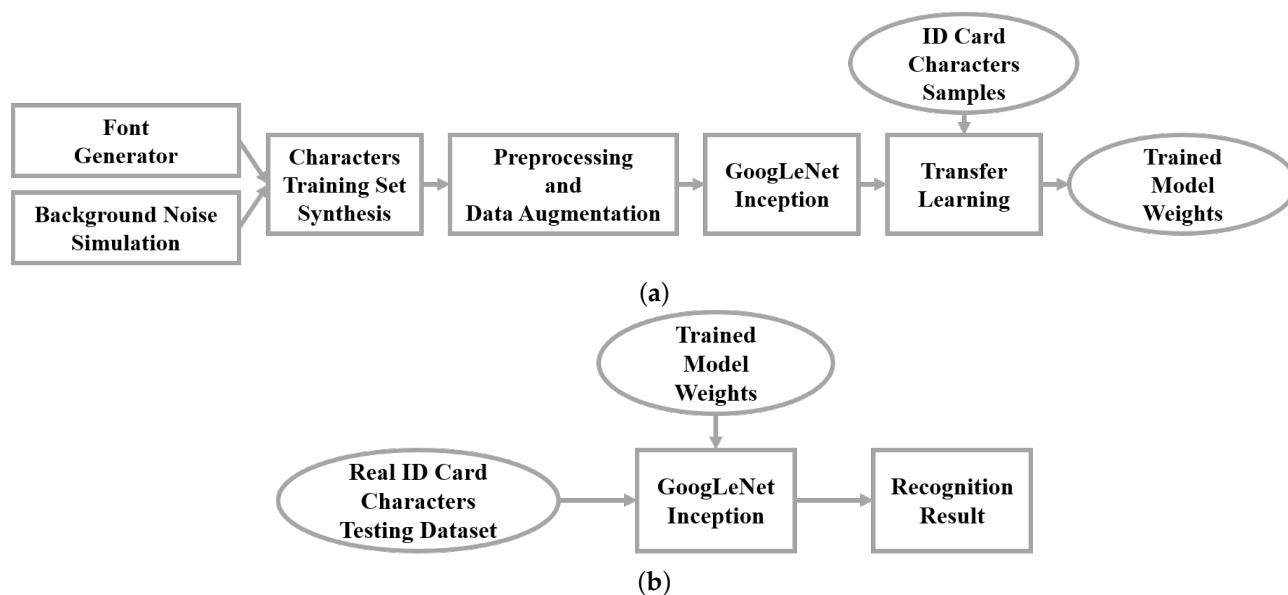 Font
Generator
Background Noise
Simulation
Characters
Training Set
Synthesis
Preprocessing
and
Data Augmentation
GoogLeNet
Inception
ID Card
Characters
Samples
Transfer
Learning
Trained
Model
Weights
(a)
Trained
Model
Weights
Real ID Card
Characters
Testing Dataset
GoogLeNet
Inception
Recognition
Result
(b)